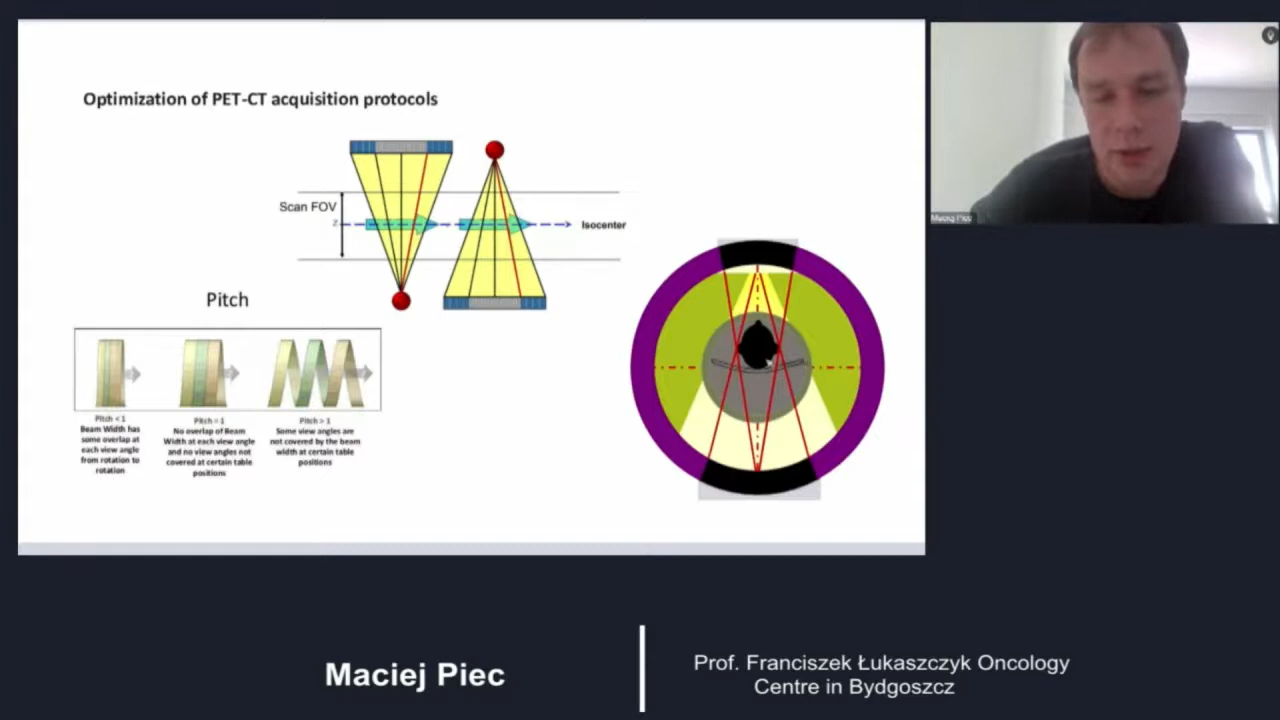 Optimization of PET-CT acquisition protocols
Scan FOV
z
Isocenter
Pitch
Pitch < 1
Beam Width has
some overlap at
each view angle
from rotation to
rotation
Pitch = 1
No overlap of Beam
Width at each view angle
and no view angles not
covered at certain table
positions
Pitch > 1
Some view angles are
not covered by the beam
width at certain table
positions
Maciej Piec
Maciej Piec
Prof. Franciszek Łukaszczyk Oncology
Centre in Bydgoszcz